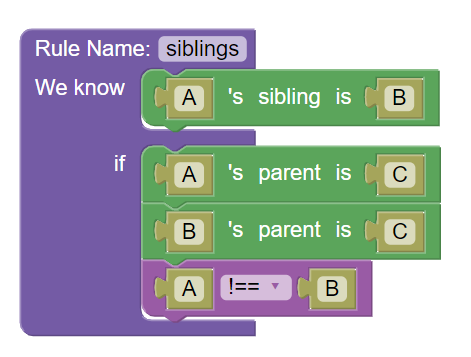 Rule Name: siblings
We know A 's sibling is B
if A 's parent is C
B 's parent is C
A !== ▾ B